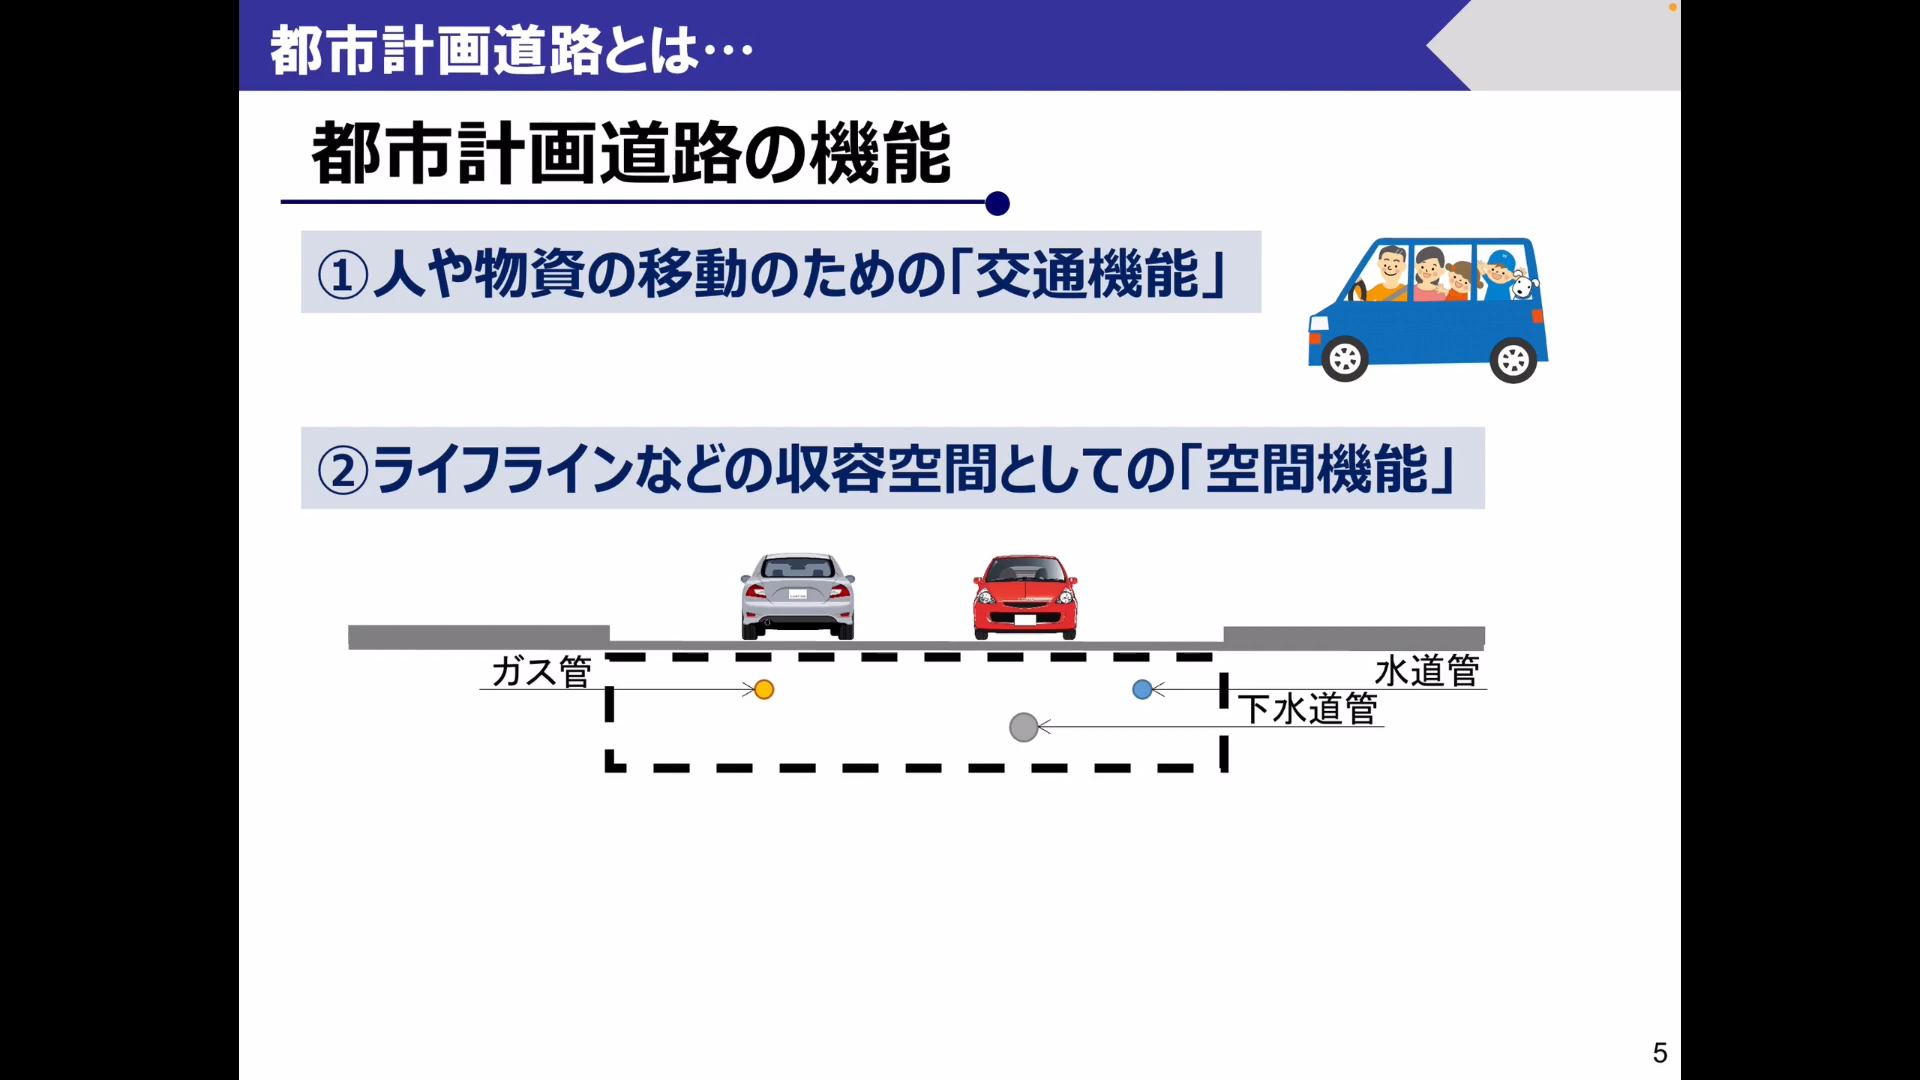 都市計画道路とは…
都市計画道路の機能
①人や物資の移動のための「交通機能」
②ライフラインなどの収容空間としての「空間機能」
ガス管
水道管
下水道管
5